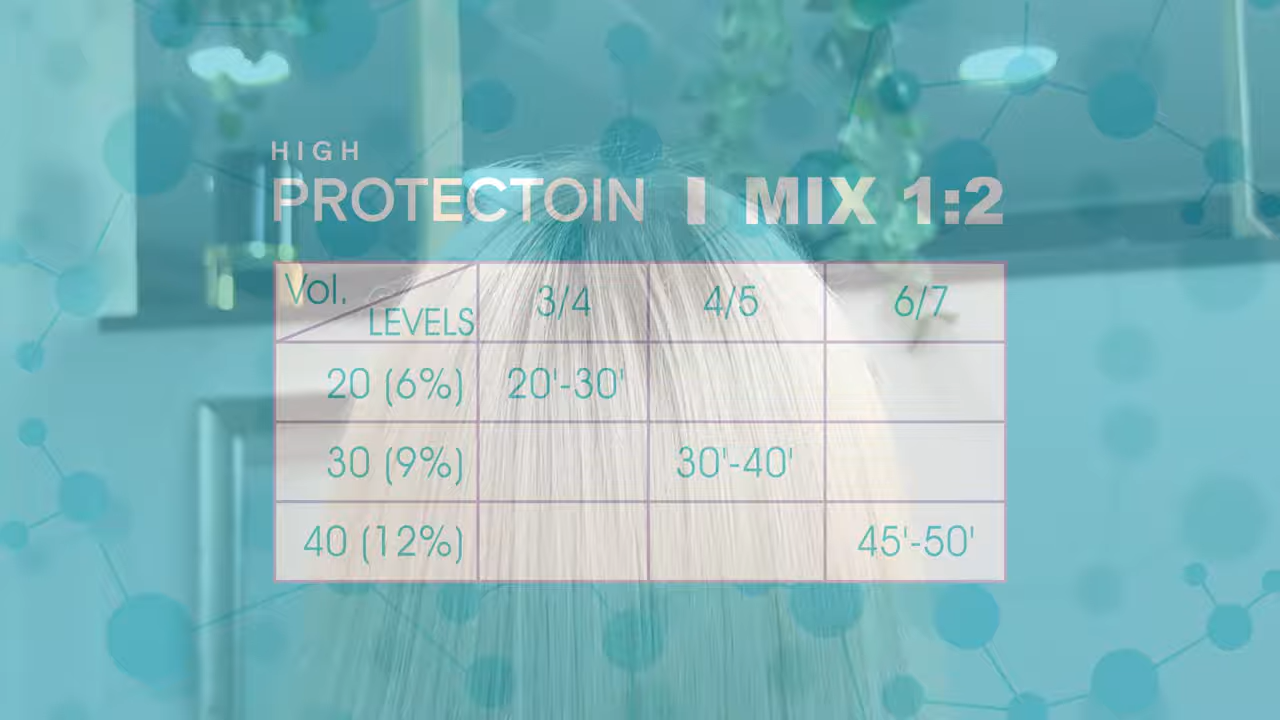 HIGH
PROTECTOIN I MIX 1:2
Vol. LEVELS 3/4 4/5 6/7
20 (6%) 20'-30'
30 (9%) 30'-40'
40 (12%) 45'-50'